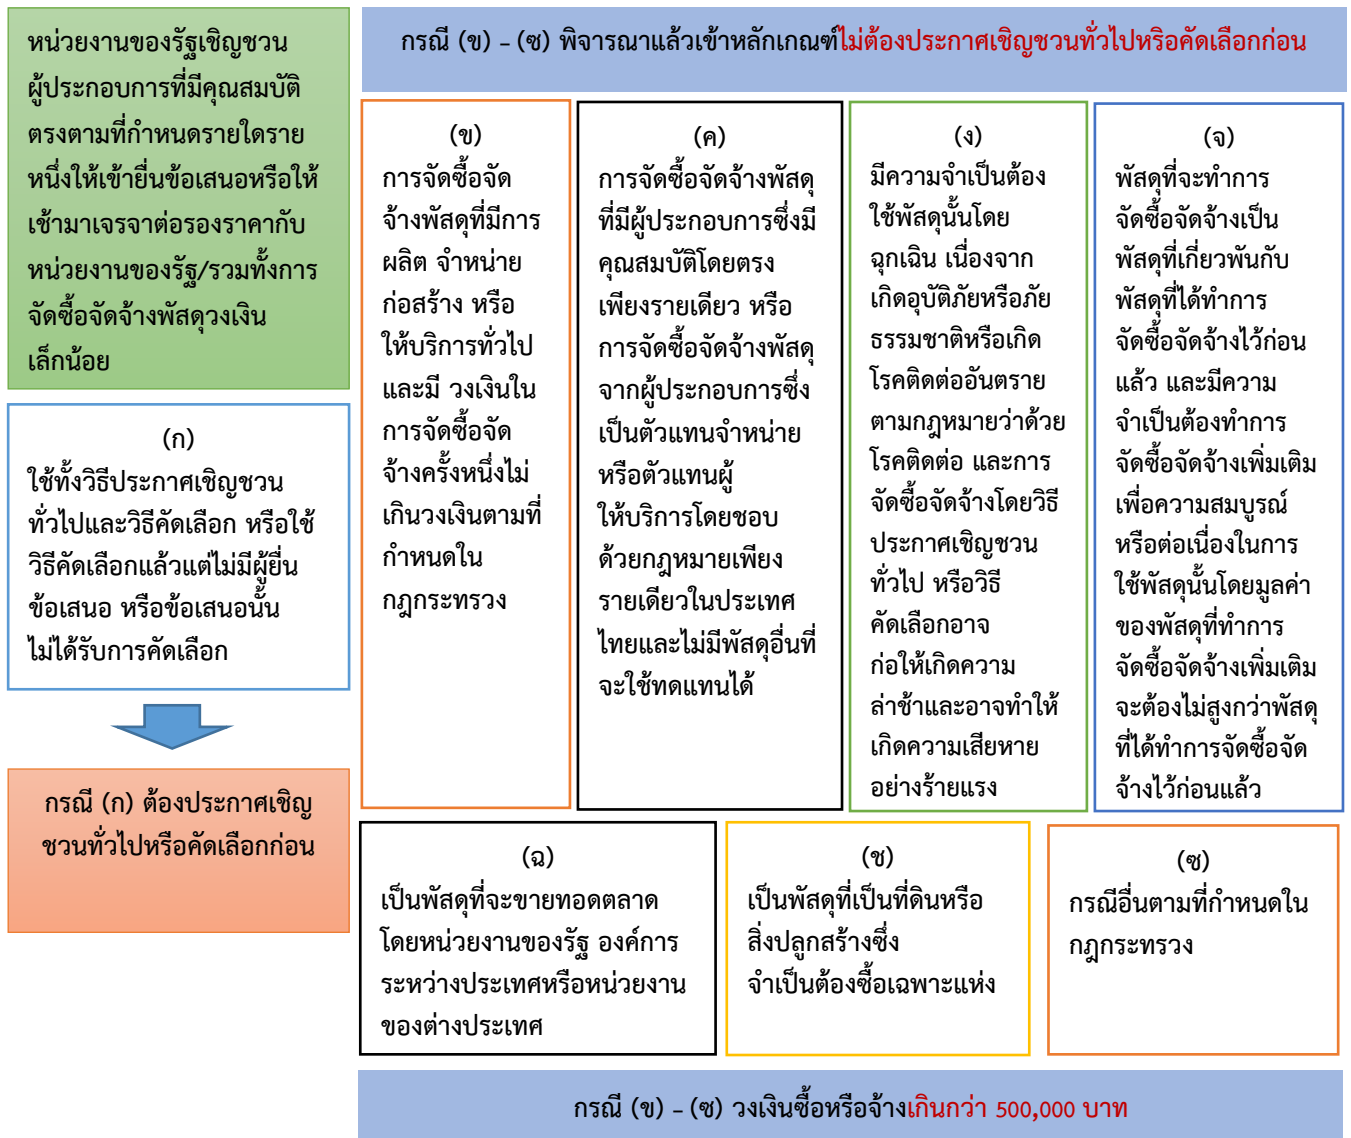 หน่วยงานของรัฐเชิญชวน
ผู้ประกอบการที่มีคุณสมบัติ
ตรงตามที่กำหนดรายใดราย
หนึ่งให้เข้ายื่นข้อเสนอหรือให้
เช้ามาเจรจาต่อรองราคากับ
หน่วยงานของรัฐ/รวมทั้งการ
จัดซื้อจัดจ้างพัสดุวงเงิน
เล็กน้อย
(ก)
ใช้ทั้งวิธีประกาศเชิญชวน
ทั่วไปและวิธีคัดเลือก หรือใช้
วิธีคัดเลือกแล้วแต่ไม่มีผู้ยื่น
ข้อเสนอ หรือข้อเสนอนั้น
ไม่ได้รับการคัดเลือก
กรณี (ก) ต้องประกาศเชิญ
ชวนทั่วไปหรือคัดเลือกก่อน
กรณี (ข) – (ซ) พิจารณาแล้วเข้าหลักเกณฑ์ไม่ต้องประกาศเชิญชวนทั่วไปหรือคัดเลือกก่อน
(ข)
การจัดซื้อจัด
จ้างพัสดุที่มีการ
ผลิต จำหน่าย
ก่อสร้าง หรือ
ให้บริการทั่วไป
และมี วงเงินใน
การจัดซื้อจัด
จ้างครั้งหนึ่งไม่
เกินวงเงินตามที่
กำหนดใน
กฎกระทรวง
(ค)
การจัดซื้อจัดจ้างพัสดุ
ที่มีผู้ประกอบการซึ่งมี
คุณสมบัติโดยตรง
เพียงรายเดียว หรือ
การจัดซื้อจัดจ้างพัสดุ
จากผู้ประกอบการซึ่ง
เป็นตัวแทนจำหน่าย
หรือตัวแทนผู้
ให้บริการโดยชอบ
ด้วยกฎหมายเพียง
รายเดียวในประเทศ
ไทยและไม่มีพัสดุอื่นที่
จะใช้ทดแทนได้
(ง)
มีความจำเป็นต้อง
ใช้พัสดุนั้นโดย
ฉุกเฉิน เนื่องจาก
เกิดอุบัติภัยหรือภัย
ธรรมชาติหรือเกิด
โรคติดต่ออันตราย
ตามกฎหมายว่าด้วย
โรคติดต่อ และการ
จัดซื้อจัดจ้างโดยวิธี
ประกาศเชิญชวน
ทั่วไป หรือวิธี
คัดเลือกอาจ
ก่อให้เกิดความ
ล่าช้าและอาจทำให้
เกิดความเสียหาย
อย่างร้ายแรง
(จ)
พัสดุที่จะทำการ
จัดซื้อจัดจ้างเป็น
พัสดุที่เกี่ยวพันกับ
พัสดุที่ได้ทำการ
จัดซื้อจัดจ้างไว้ก่อน
แล้ว และมีความ
จำเป็นต้องทำการ
จัดซื้อจัดจ้างเพิ่มเติม
เพื่อความสมบูรณ์
หรือต่อเนื่องในการ
ใช้พัสดุนั้นโดยมูลค่า
ของพัสดุที่ทำการ
จัดซื้อจัดจ้างเพิ่มเติม
จะต้องไม่สูงกว่าพัสดุ
ที่ได้ทำการจัดซื้อจัด
จ้างไว้ก่อนแล้ว
(ฉ)
เป็นพัสดุที่จะขายทอดตลาด
โดยหน่วยงานของรัฐ องค์การ
ระหว่างประเทศหรือหน่วยงาน
ของต่างประเทศ
(ช)
เป็นพัสดุที่เป็นที่ดินหรือ
สิ่งปลูกสร้างซึ่ง
จำเป็นต้องซื้อเฉพาะแห่ง
(ซ)
กรณีอื่นตามที่กำหนดใน
กฎกระทรวง
กรณี (ข) – (ซ) วงเงินซื้อหรือจ้างเกินกว่า 500,000 บาท